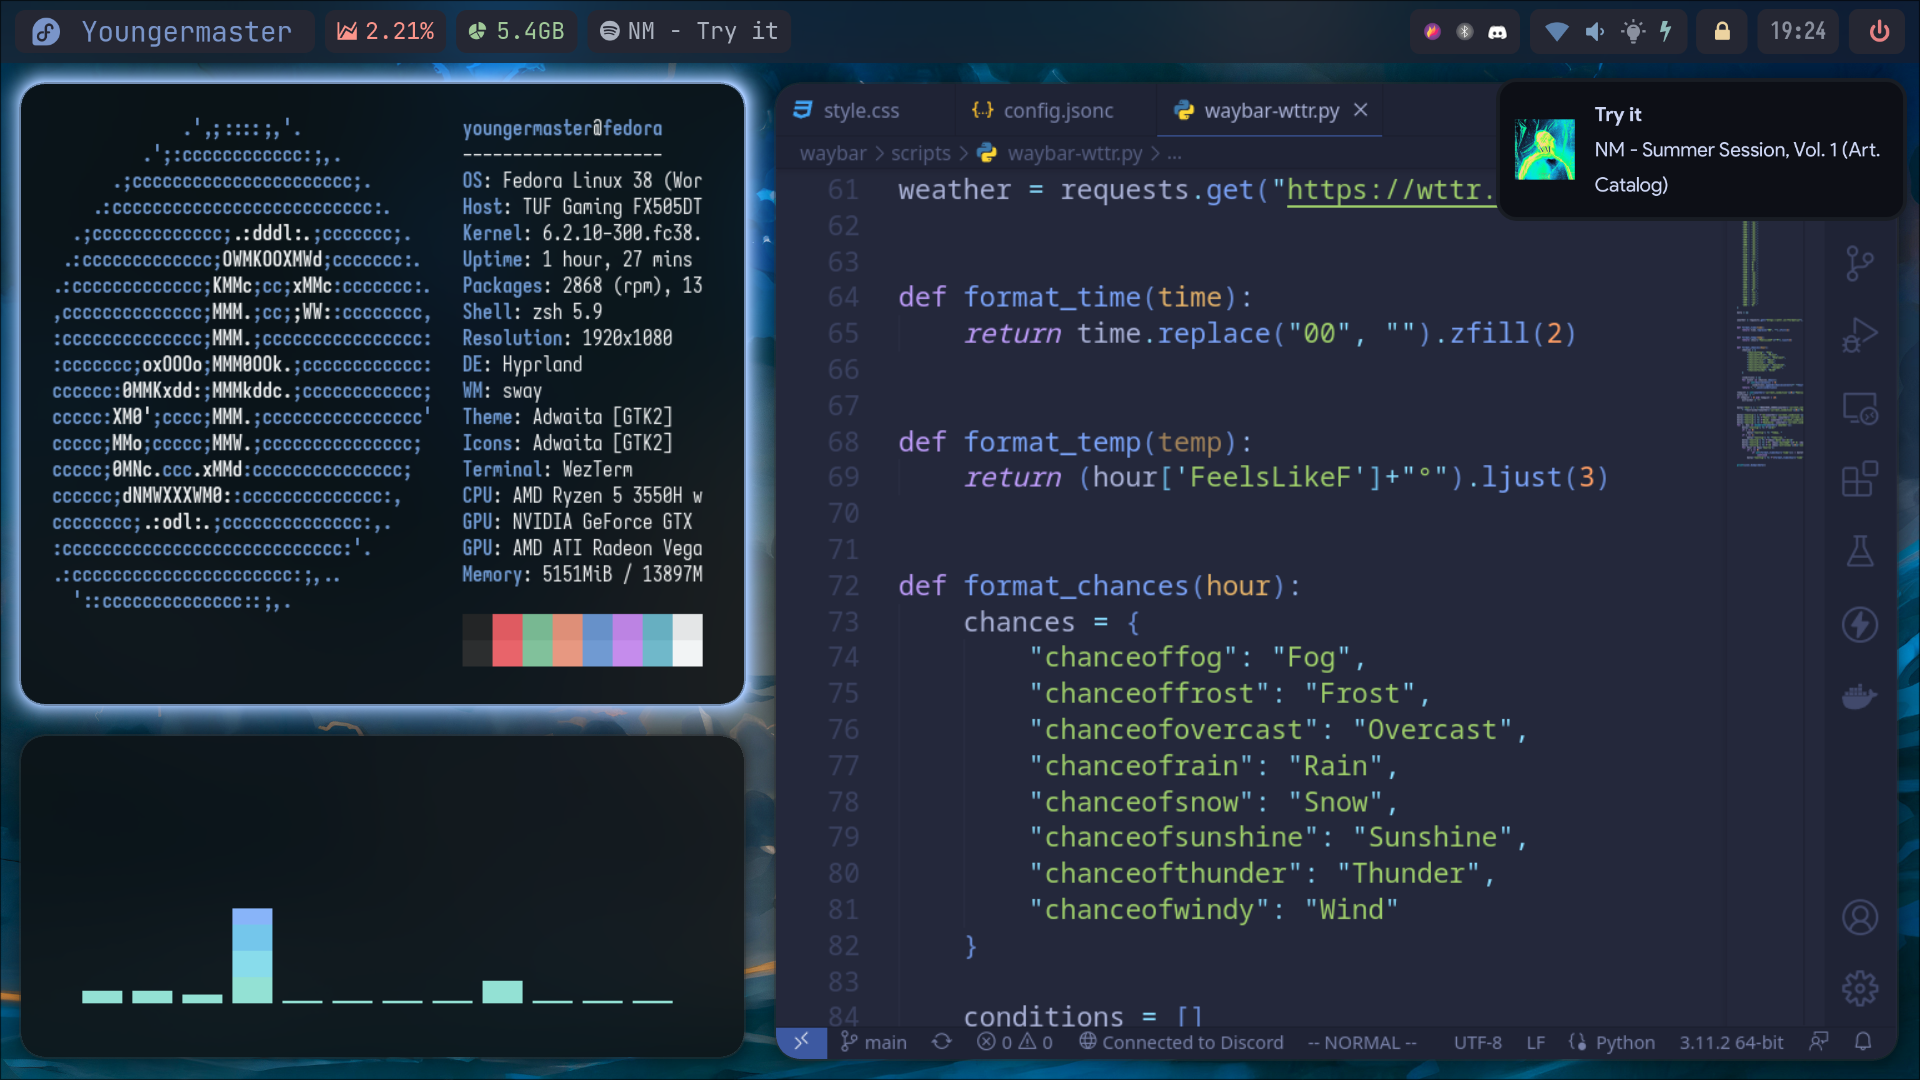 Youngermaster 2.21% 5.4GB NM - Try it 19:24
.',;::::;,'.
.';:cccccccccccc:;,.
.;cccccccccccccccccccccc;.
.:cccccccccccccccccccccccccc:.
.;ccccccccccccc;.:dddl:.;ccccccc;.
.:ccccccccccccc;OWMKOOXMWd;ccccccc:.
.:ccccccccccccc;KMMc;cc;xMMc:ccccccc:.
,cccccccccccccc;MMM.;cc;;WW::cccccccc,
:cccccccccccccc;MMM.;cccccccccccccccc:
:ccccccc;oxOOOo;MMM0OOk.;cccccccccccc:
cccccc:0MMKxdd:;MMMkddc.;cccccccccccc;
ccccc:XM0';cccc;MMM.;cccccccccccccccc'
ccccc;MMo;ccccc;MMW.;ccccccccccccccc;
ccccc;0MNc.ccc.xMMd:ccccccccccccccc;
cccccc;dNMWXXXWM0::cccccccccccccc:,
cccccccc;.:odl:.;cccccccccccccc:,.
:cccccccccccccccccccccccccccc:'.
.:cccccccccccccccccccccc:;,..
'::cccccccccccccc::;,.
youngermaster@fedora
--------------------
OS: Fedora Linux 38 (Wor
Host: TUF Gaming FX505DT
Kernel: 6.2.10-300.fc38.
Uptime: 1 hour, 27 mins
Packages: 2868 (rpm), 13
Shell: zsh 5.9
Resolution: 1920x1080
DE: Hyprland
WM: sway
Theme: Adwaita [GTK2]
Icons: Adwaita [GTK2]
Terminal: WezTerm
CPU: AMD Ryzen 5 3550H w
GPU: NVIDIA GeForce GTX
GPU: AMD ATI Radeon Vega
Memory: 5151MiB / 13897M
style.css config.jsonc waybar-wttr.py
waybar > scripts > waybar-wttr.py > ...
Try it
NM - Summer Session, Vol. 1 (Art.
Catalog)
61 weather = requests.get("https://wttr.
62
63
64 def format_time(time):
65     return time.replace("00", "").zfill(2)
66
67
68 def format_temp(temp):
69     return (hour['FeelsLikeF']+"°").ljust(3)
70
71
72 def format_chances(hour):
73     chances = {
74         "chanceoffog": "Fog",
75         "chanceoffrost": "Frost",
76         "chanceofovercast": "Overcast",
77         "chanceofrain": "Rain",
78         "chanceofsnow": "Snow",
79         "chanceofsunshine": "Sunshine",
80         "chanceofthunder": "Thunder",
81         "chanceofwindy": "Wind"
82     }
83
84     conditions = []
main 0 0 Connected to Discord -- NORMAL -- UTF-8 LF Python 3.11.2 64-bit